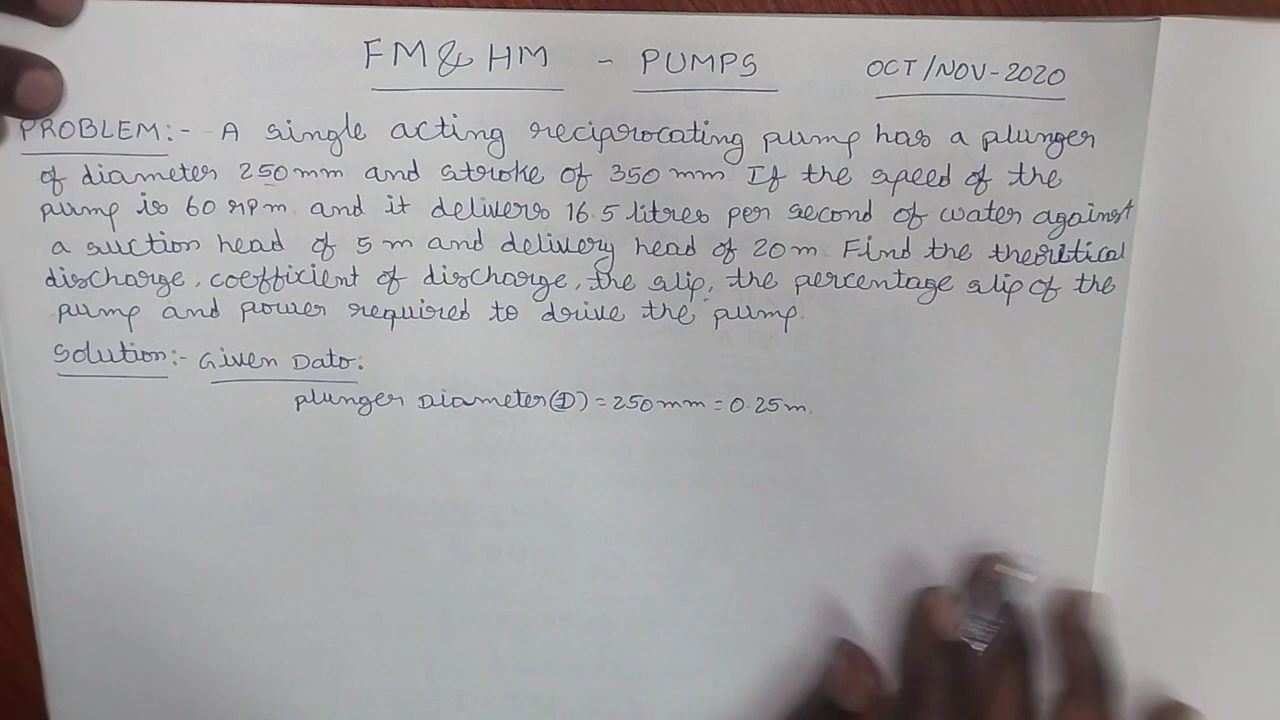 FM & HM - PUMPS OCT/NOV-2020
PROBLEM:- A single acting reciprocating pump has a plunger
of diameter 250mm and stroke of 350mm If the speed of the
pump is 60 rpm and it delivers 16.5 litres per second of water against
a suction head of 5 m and delivery head of 20m. Find the theoritical
discharge, coefficient of discharge, the slip, the percentage slip of the
pump and power required to drive the pump.
Solution:- Given Data:
plunger Diameter(D) = 250mm = 0.25m.